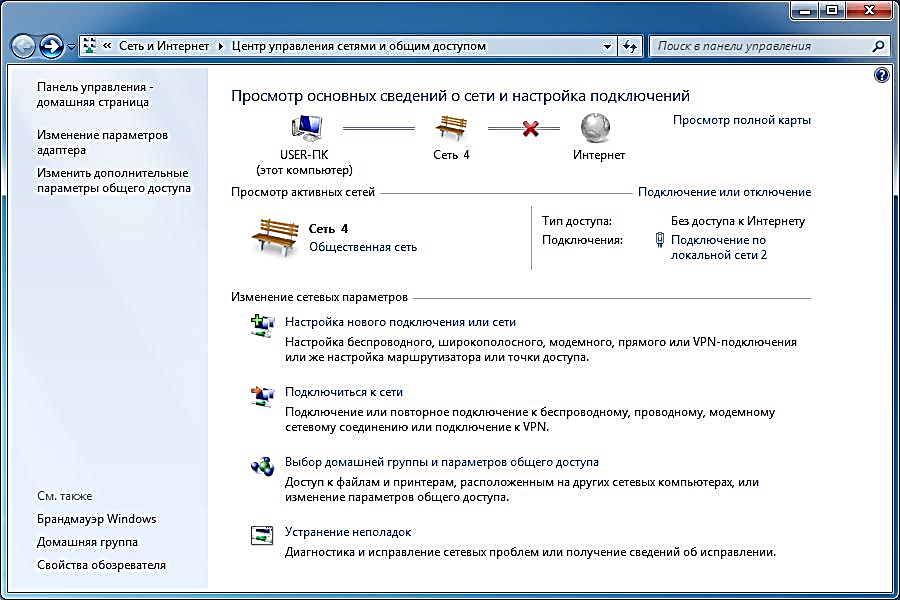 « Сеть и Интернет ▸ Центр управления сетями и общим доступом
Поиск в панели управления
Панель управления -
домашняя страница
Изменение параметров
адаптера
Изменить дополнительные
параметры общего доступа
См. также
Брандмауэр Windows
Домашняя группа
Свойства обозревателя
Просмотр основных сведений о сети и настройка подключений
USER-ПК
(этот компьютер)
Сеть 4
Интернет
Просмотр полной карты
Просмотр активных сетей
Подключение или отключение
Сеть 4
Общественная сеть
Тип доступа: Без доступа к Интернету
Подключения: Подключение по
локальной сети 2
Изменение сетевых параметров
Настройка нового подключения или сети
Настройка беспроводного, широкополосного, модемного, прямого или VPN-подключения
или же настройка маршрутизатора или точки доступа.
Подключиться к сети
Подключение или повторное подключение к беспроводному, проводному, модемному
сетевому соединению или подключение к VPN.
Выбор домашней группы и параметров общего доступа
Доступ к файлам и принтерам, расположенным на других сетевых компьютерах, или
изменение параметров общего доступа.
Устранение неполадок
Диагностика и исправление сетевых проблем или получение сведений об исправлении.